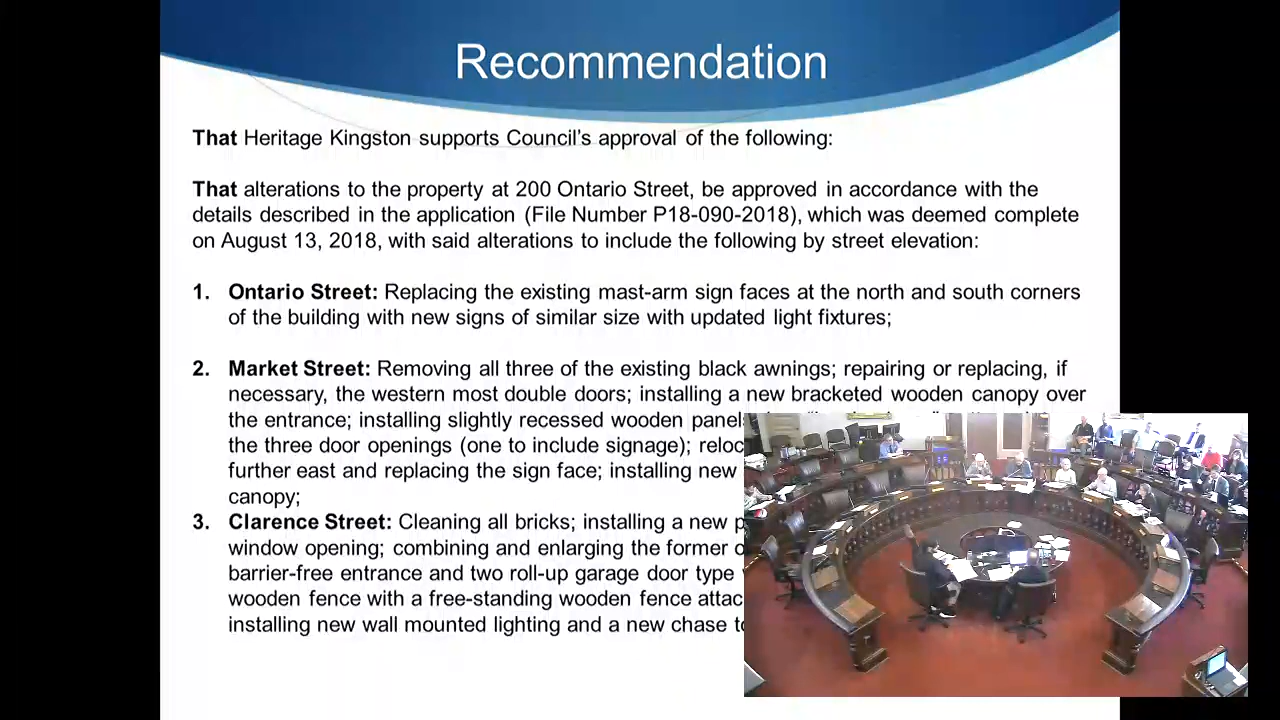 Recommendation
That Heritage Kingston supports Council's approval of the following:
That alterations to the property at 200 Ontario Street, be approved in accordance with the
details described in the application (File Number P18-090-2018), which was deemed complete
on August 13, 2018, with said alterations to include the following by street elevation:
1. Ontario Street: Replacing the existing mast-arm sign faces at the north and south corners
of the building with new signs of similar size with updated light fixtures;
2. Market Street: Removing all three of the existing black awnings; repairing or replacing, if
necessary, the western most double doors; installing a new bracketed wooden canopy over
the entrance; installing slightly recessed wooden
the three door openings (one to include signage);
further east and replacing the sign face; installing new
canopy;
3. Clarence Street: Cleaning all bricks; installing a new
window opening; combining and enlarging the former
barrier-free entrance and two roll-up garage door type
wooden fence with a free-standing wooden fence
installing new wall mounted lighting and a new chase